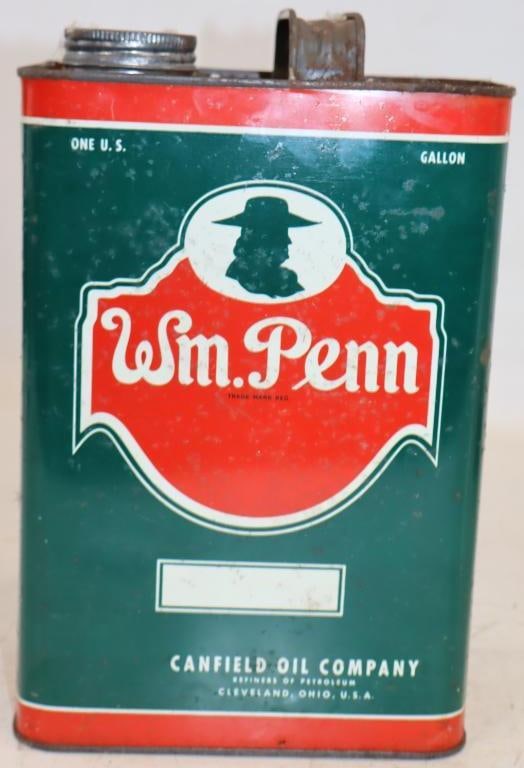 ONE U.S. GALLON
Wm. Penn
TRADE MARK REG.
CANFIELD OIL COMPANY
REFINERS OF PETROLEUM
CLEVELAND, OHIO, U.S.A.